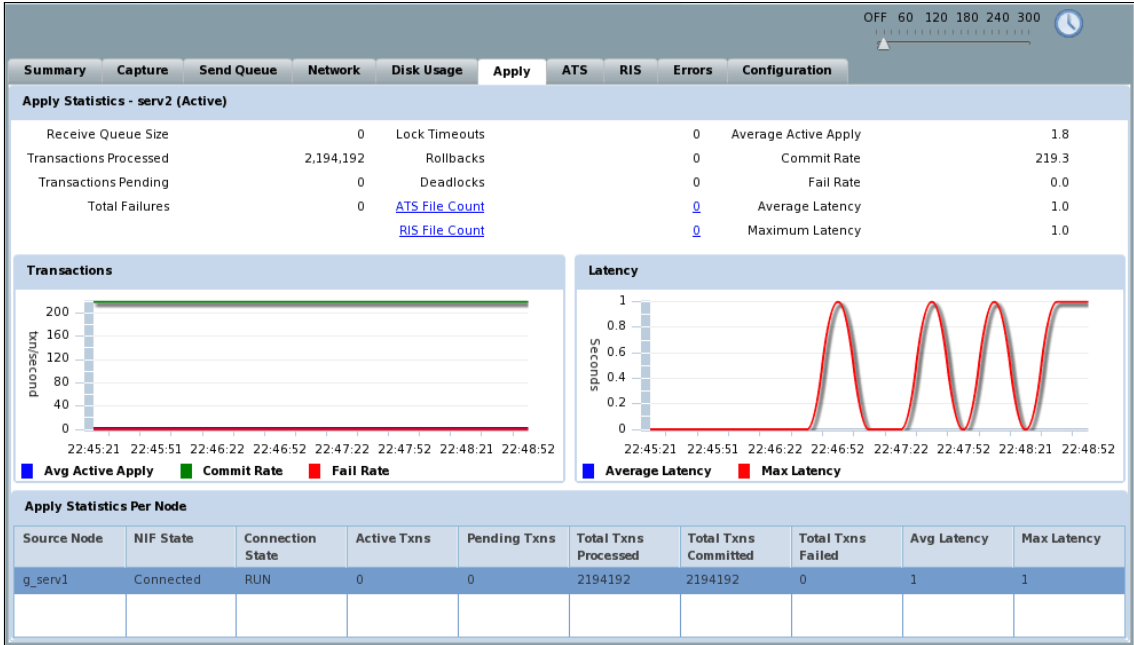 OFF 60 120 180 240 300
Summary Capture Send Queue Network Disk Usage Apply ATS RIS Errors Configuration
Apply Statistics - serv2 (Active)
Receive Queue Size 0 Lock Timeouts 0 Average Active Apply 1.8
Transactions Processed 2,194,192 Rollbacks 0 Commit Rate 219.3
Transactions Pending 0 Deadlocks 0 Fail Rate 0.0
Total Failures 0 ATS File Count 0 Average Latency 1.0
RIS File Count 0 Maximum Latency 1.0
Transactions
200
160
120
80
40
0
txn/second
22:45:21 22:45:51 22:46:22 22:46:52 22:47:22 22:47:52 22:48:21 22:48:52
Avg Active Apply Commit Rate Fail Rate
Latency
1
0.8
0.6
0.4
0.2
0
Seconds
22:45:21 22:45:51 22:46:22 22:46:52 22:47:22 22:47:52 22:48:21 22:48:52
Average Latency Max Latency
Apply Statistics Per Node
Source Node NIF State Connection State Active Txns Pending Txns Total Txns Processed Total Txns Committed Total Txns Failed Avg Latency Max Latency
g_serv1 Connected RUN 0 0 2194192 2194192 0 1 1